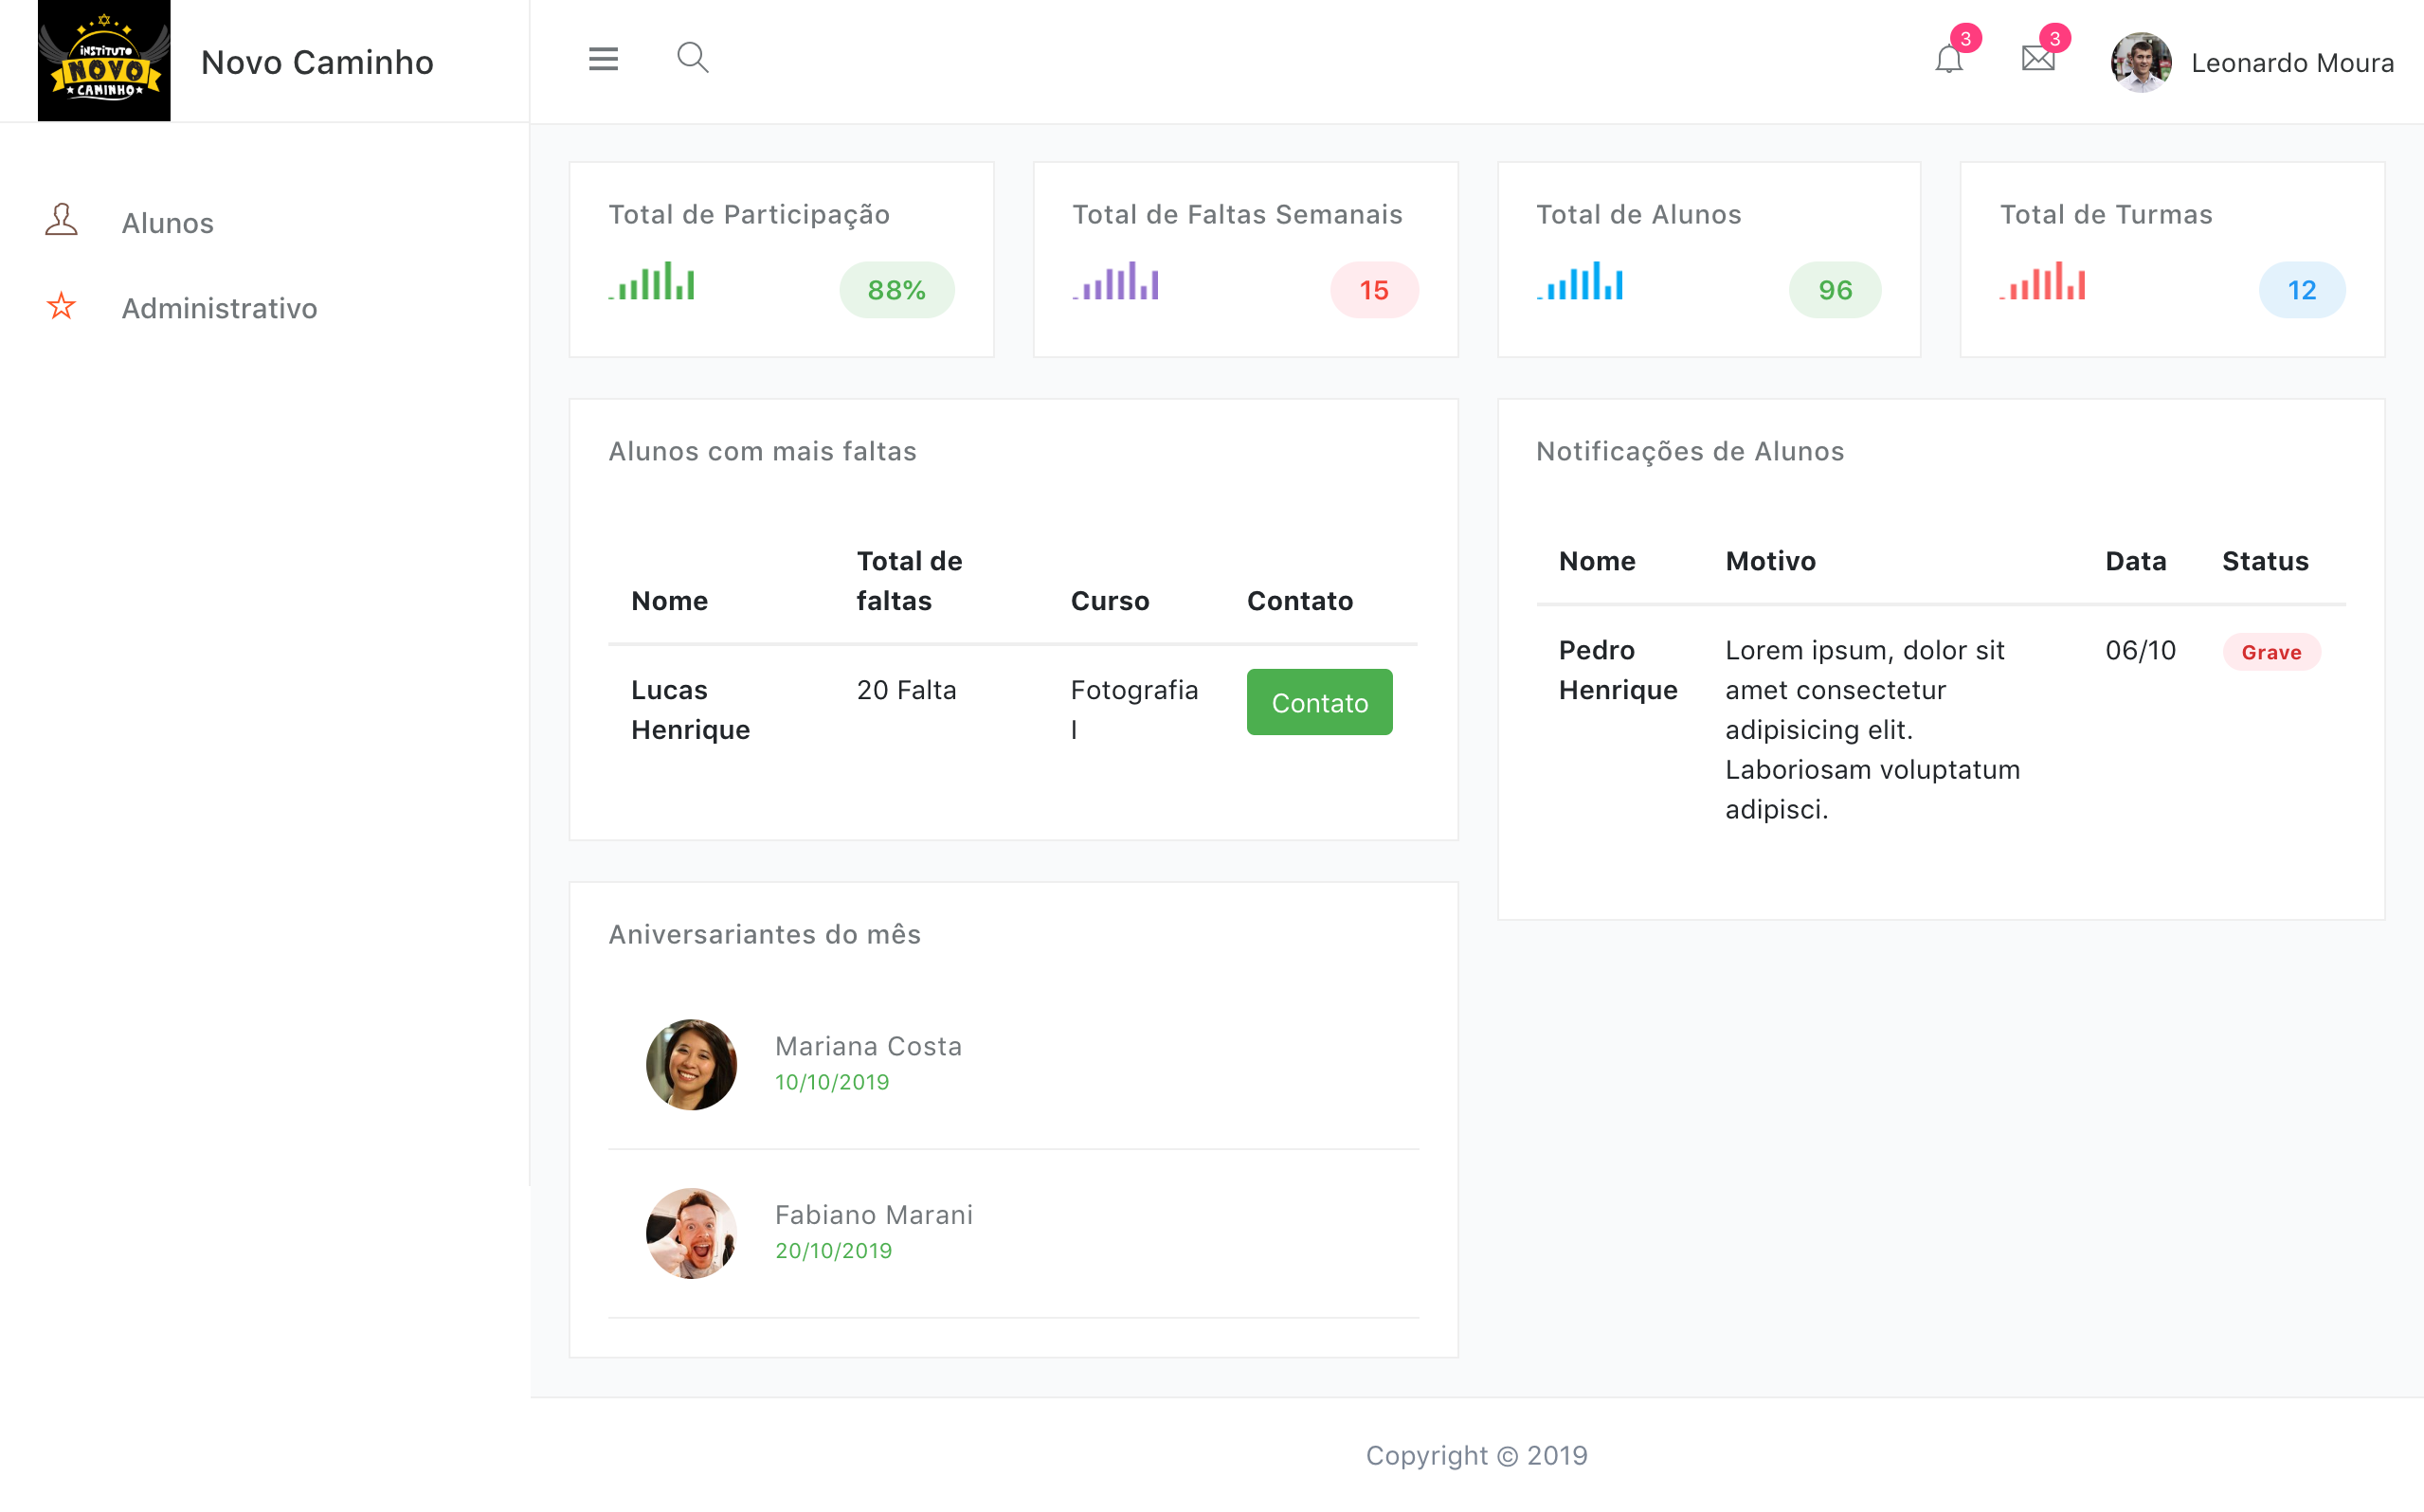 INSTITUTO
NOVO
CAMINHO
Novo Caminho
3
3
Leonardo Moura
Alunos
Administrativo
Total de Participação
88%
Total de Faltas Semanais
15
Total de Alunos
96
Total de Turmas
12
Alunos com mais faltas
Nome
Total de
faltas
Curso
Contato
Lucas
Henrique
20 Falta
Fotografia
I
Contato
Notificações de Alunos
Nome
Motivo
Data
Status
Pedro
Henrique
Lorem ipsum, dolor sit
amet consectetur
adipisicing elit.
Laboriosam voluptatum
adipisci.
06/10
Grave
Aniversariantes do mês
Mariana Costa
10/10/2019
Fabiano Marani
20/10/2019
Copyright © 2019